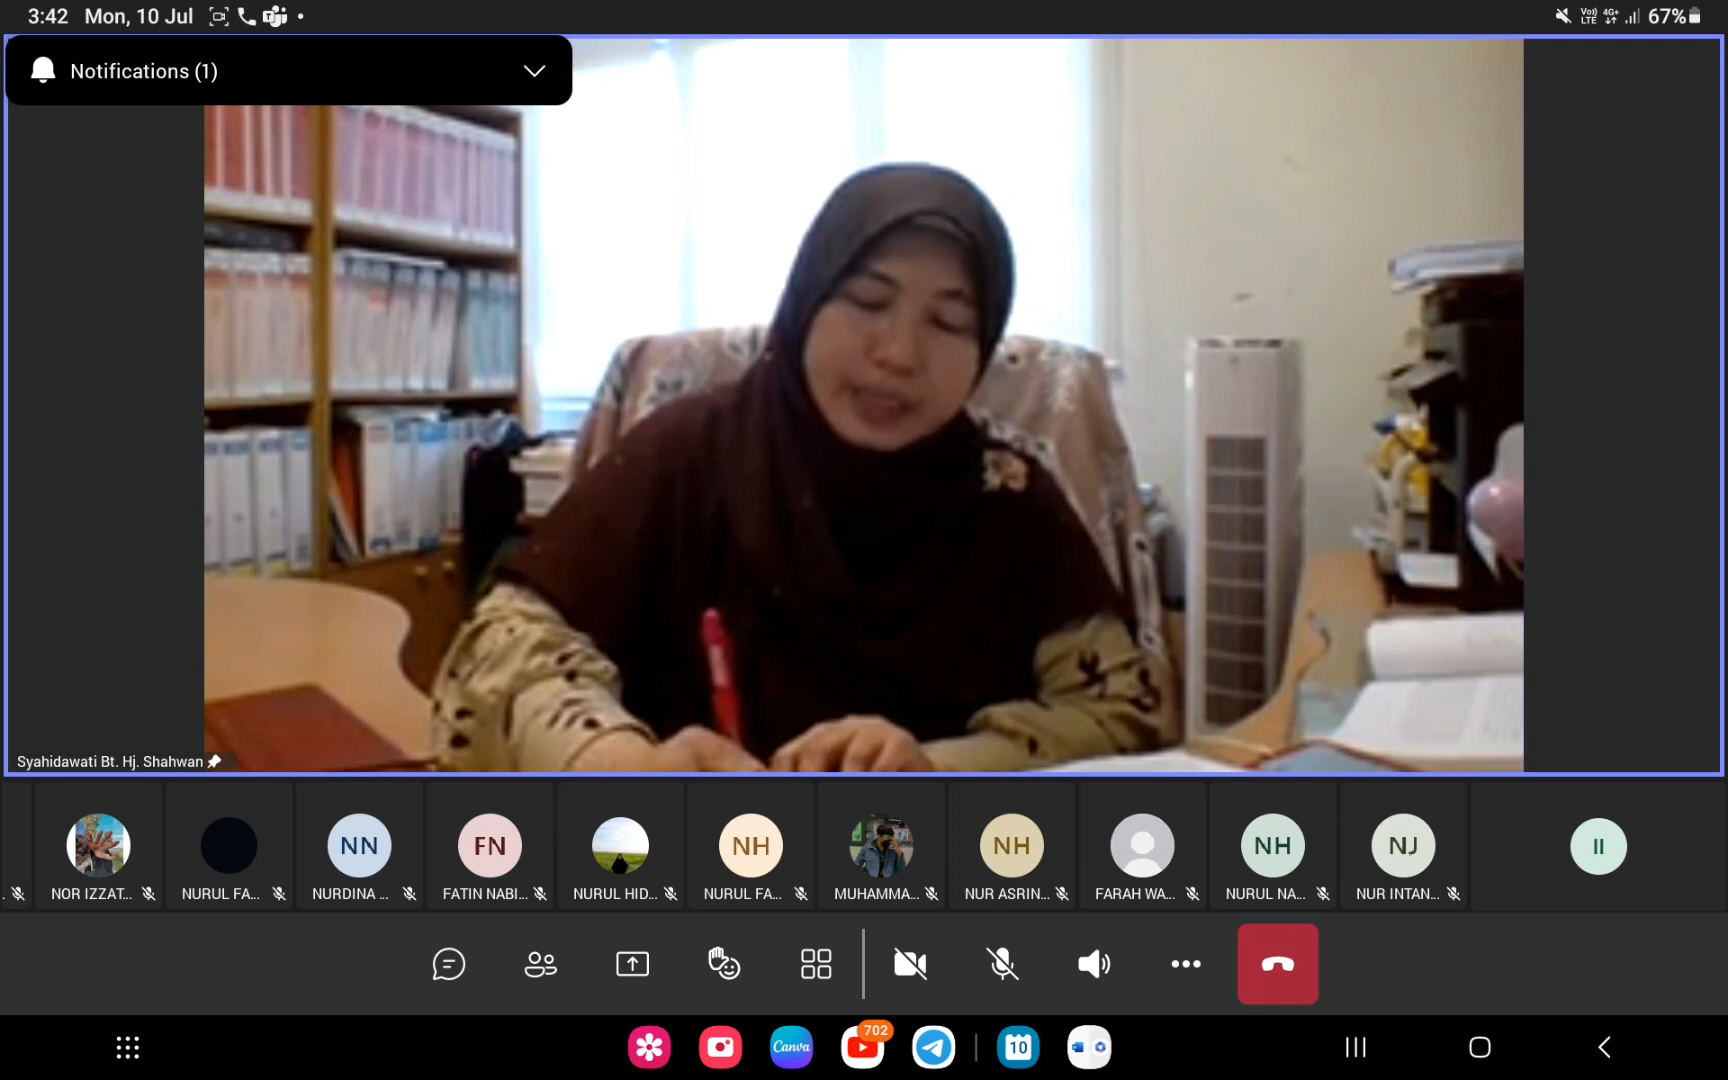 3:42 Mon, 10 Jul
VoLTE 4G+ 67%
Notifications (1)
Syahidawati Bt. Hj. Shahwan
NN FN NH NH NH NJ II
. NOR IZZAT... NURUL FA... NURDINA ... FATIN NABI... NURUL HID... NURUL FA... MUHAMMA... NUR ASRIN... FARAH WA... NURUL NA... NUR INTAN...
702
Canva 10